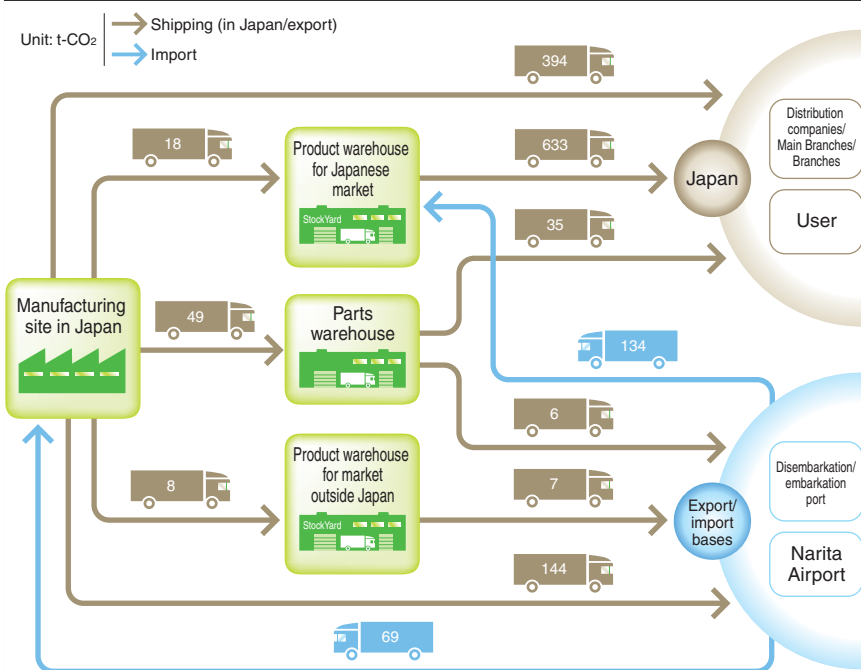 Unit: t-CO₂
Shipping (in Japan/export)
Import
394
18
Product warehouse
for Japanese
market
StockYard
633
35
Japan
Distribution
companies/
Main Branches/
Branches
User
Manufacturing
site in Japan
49
Parts
warehouse
134
6
8
Product warehouse
for market
outside Japan
StockYard
7
144
Export/
import
bases
Disembarkation/
embarkation
port
Narita
Airport
69